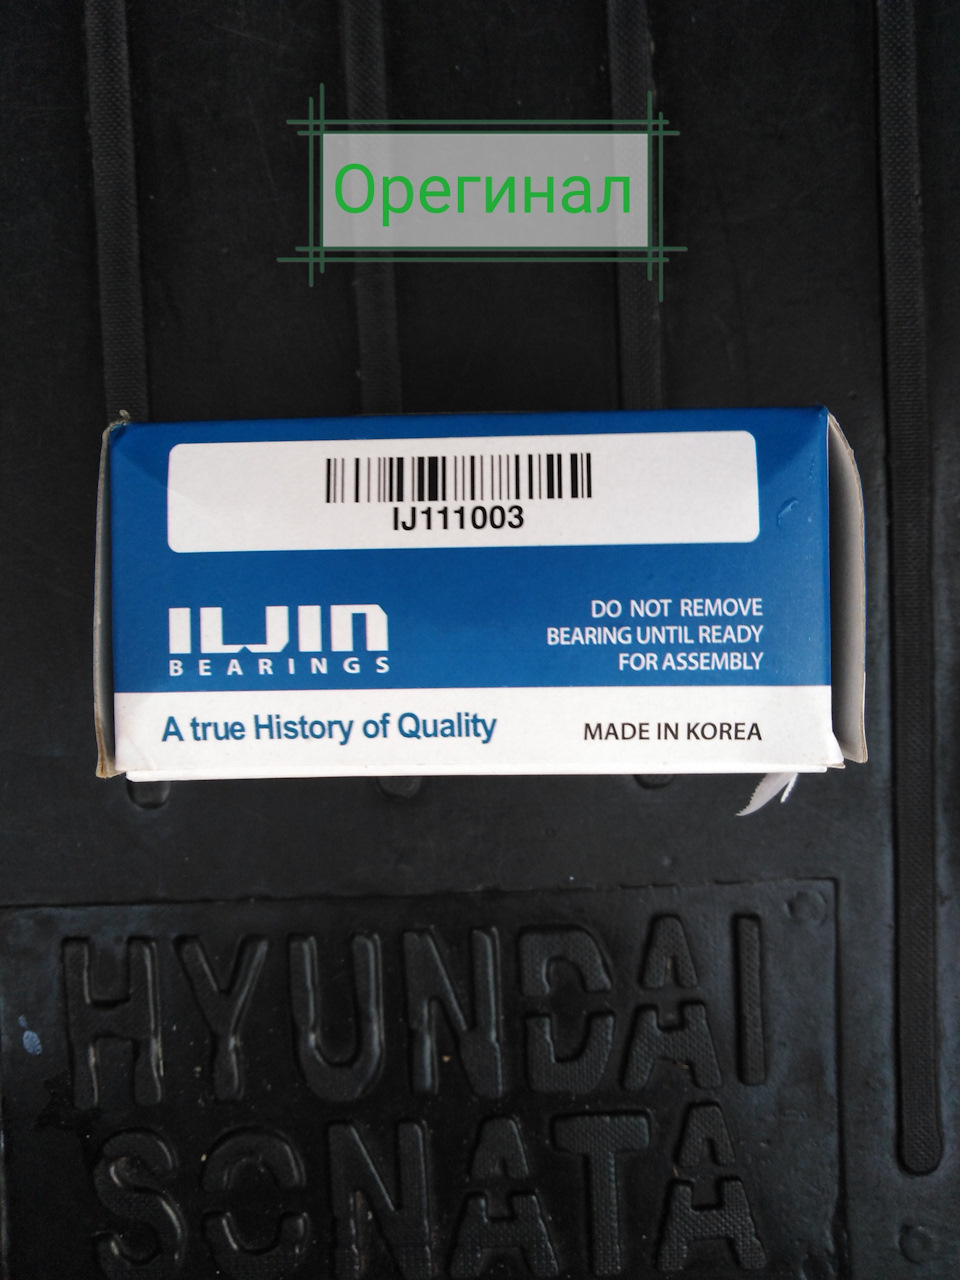 Орегинал
IJ111003
ILJIN
BEARINGS
DO NOT REMOVE
BEARING UNTIL READY
FOR ASSEMBLY
A true History of Quality
MADE IN KOREA
HYUNDAI
SONATA